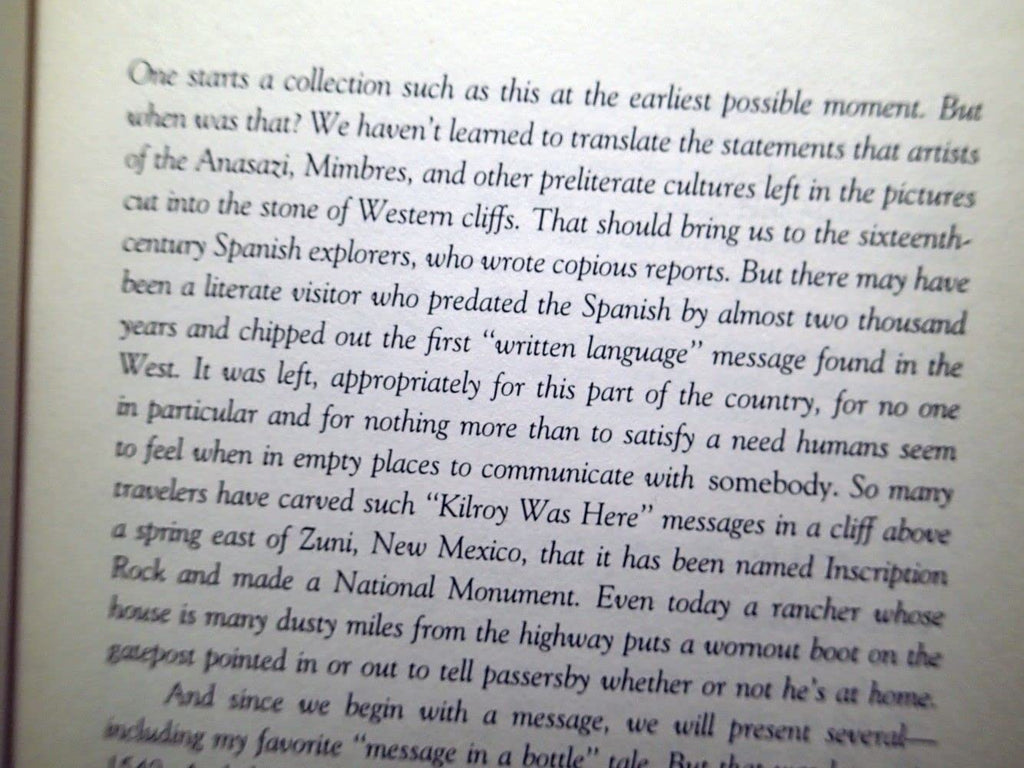 One starts a collection such as this at the earliest possible moment. But
when was that? We haven't learned to translate the statements that artists
of the Anasazi, Mimbres, and other preliterate cultures left in the pictures
cut into the stone of Western cliffs. That should bring us to the sixteenth-
century Spanish explorers, who wrote copious reports. But there may have
been a literate visitor who predated the Spanish by almost two thousand
years and chipped out the first "written language" message found in the
West. It was left, appropriately for this part of the country, for no one
in particular and for nothing more than to satisfy a need humans seem
to feel when in empty places to communicate with somebody. So many
travelers have carved such "Kilroy Was Here" messages in a cliff above
a spring east of Zuni, New Mexico, that it has been named Inscription
Rock and made a National Monument. Even today a rancher whose
house is many dusty miles from the highway puts a wornout boot on the
gatepost pointed in or out to tell passersby whether or not he's at home.
And since we begin with a message, we will present several—
including my favorite "message in a bottle" tale. But that